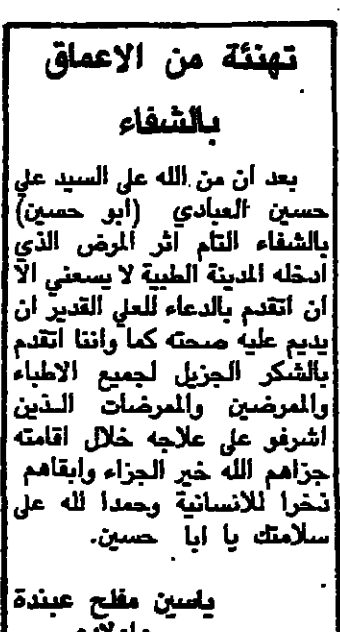 تهنئة من الاعماق
بالشفاء
بعد ان من الله على السيد علي
حسين العبادي (ابو حسين)
بالشفاء التام اثر المرض الذي
ادخله المدينة الطبية لا يسعني الا
ان اتقدم بالدعاء للعلي القدير ان
يديم عليه صحته كما واننا اتقدم
بالشكر الجزيل لجميع الاطباء
والممرضين والممرضات الذين
اشرفو على علاجه خلال اقامته
جزاهم الله خير الجزاء وابقاهم
ذخرا للانسانية وحمدا لله على
سلامتك يا ابا حسين.
ياسين مفلح عبندة